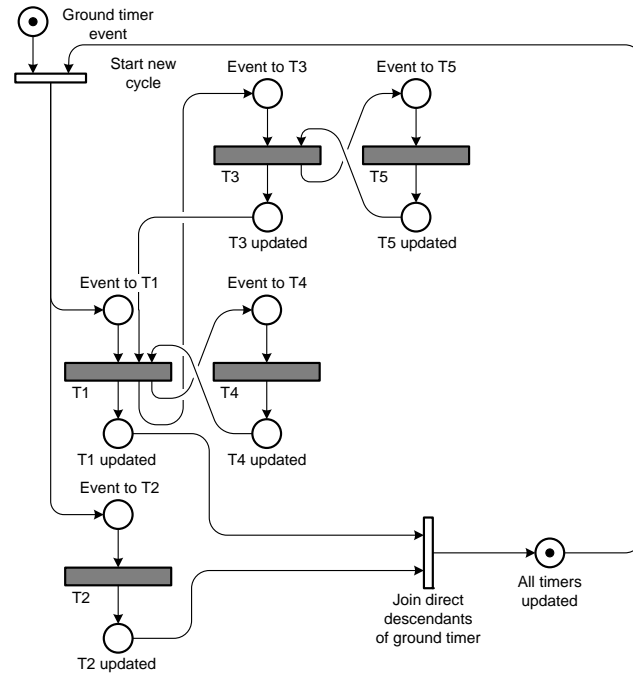 Ground timer
event
Start new
cycle
Event to T3
Event to T5
T3
T5
T3 updated
T5 updated
Event to T1
Event to T4
T1
T4
T1 updated
T4 updated
Event to T2
T2
T2 updated
Join direct
descendants
of ground timer
All timers
updated